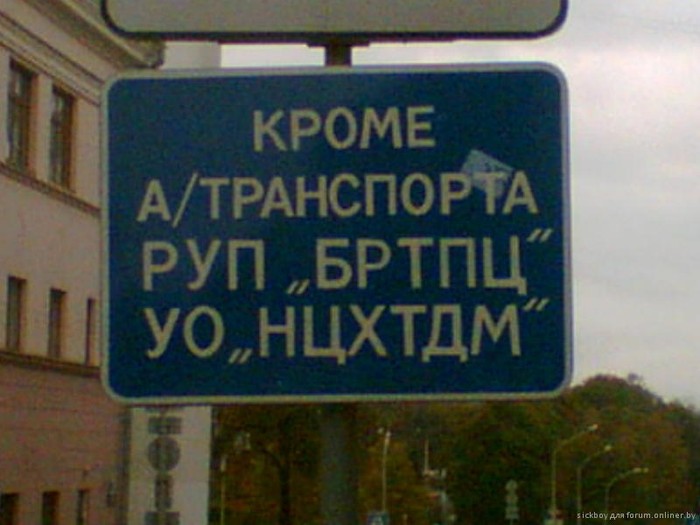 КРОМЕ
А/ТРАНСПОРТА
РУП „БРТПЦ“
УО „НЦХТДМ“
sickboy для forum.onliner.by